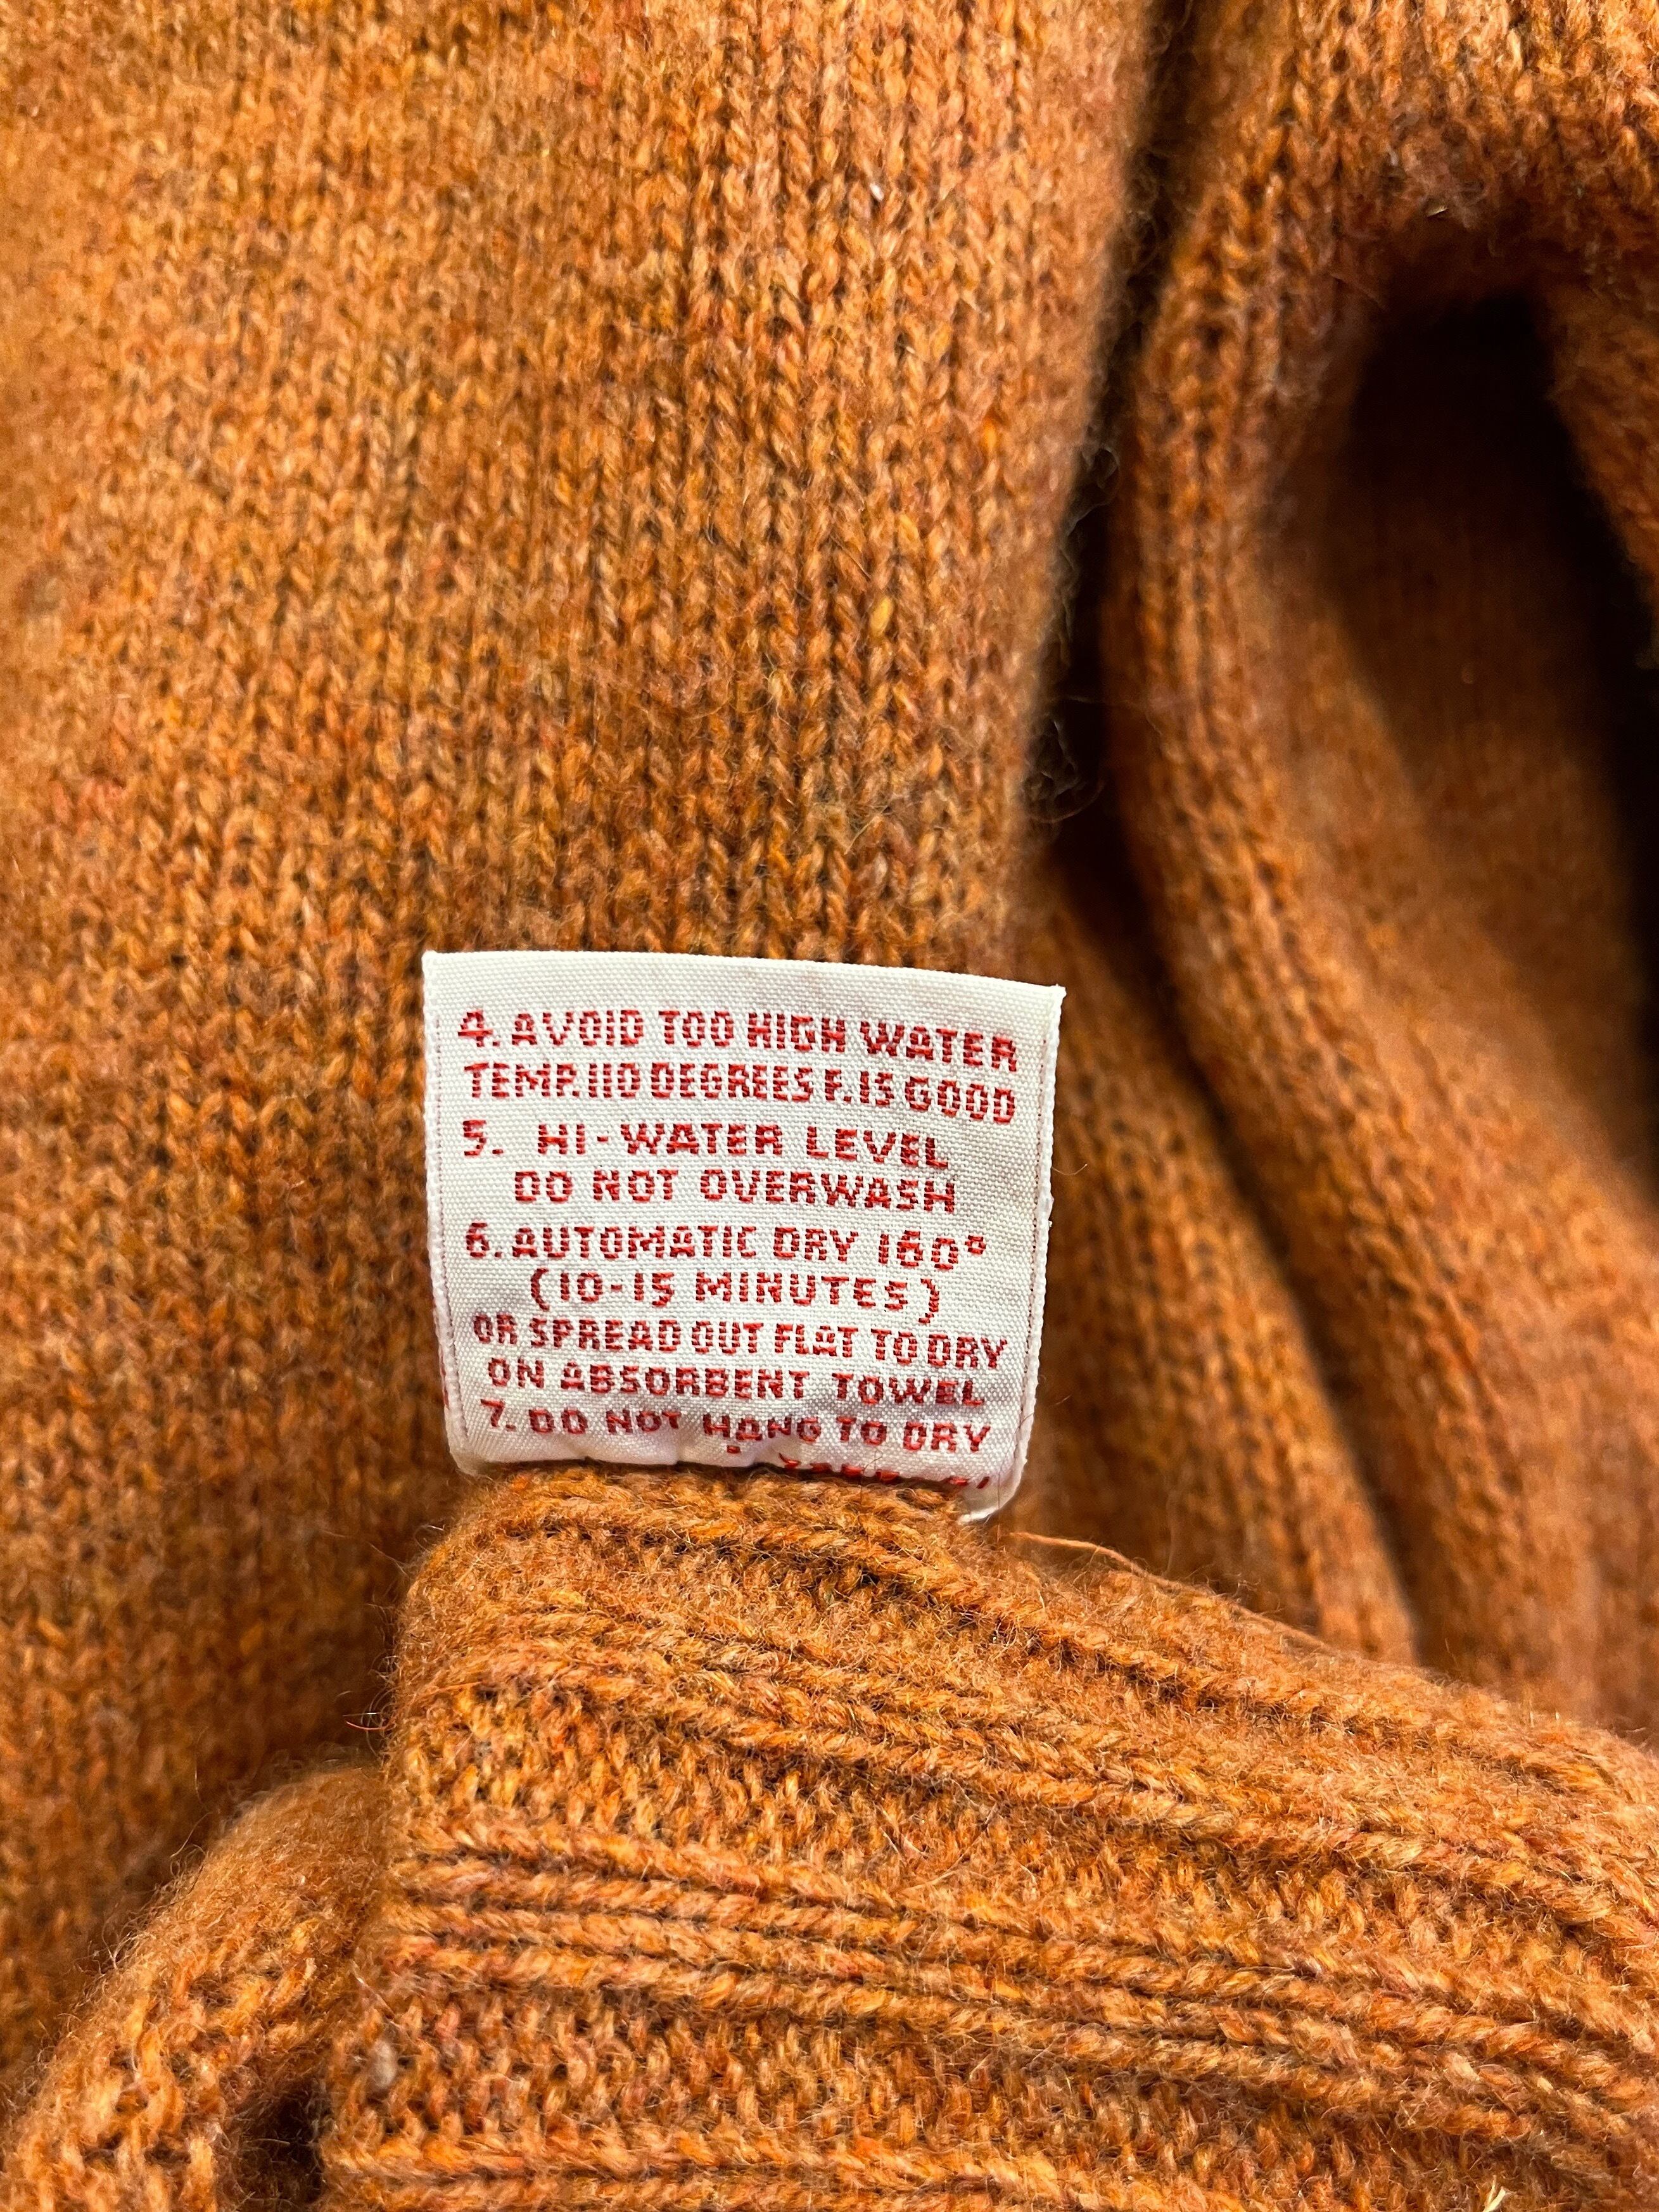 4. AVOID TOO HIGH WATER
TEMP. 110 DEGREES F. IS GOOD
5. HI-WATER LEVEL
DO NOT OVERWASH
6. AUTOMATIC DRY 160°
(10-15 MINUTES)
OR SPREAD OUT FLAT TO DRY
ON ABSORBENT TOWEL
7. DO NOT HANG TO DRY